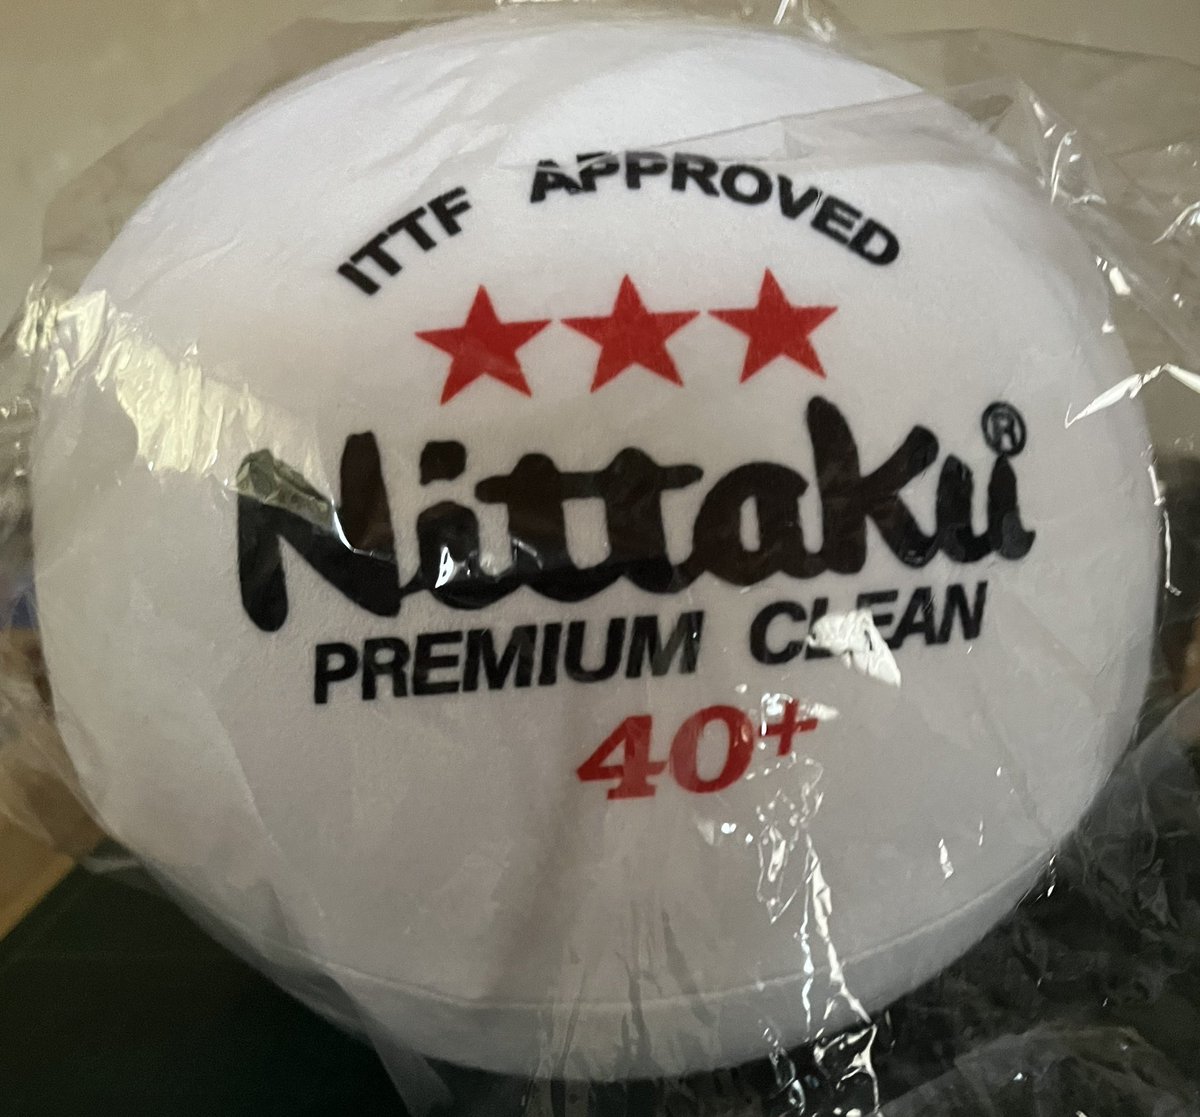 ITTF APPROVED
★★★
Nittaku®
PREMIUM CLEAN
40+